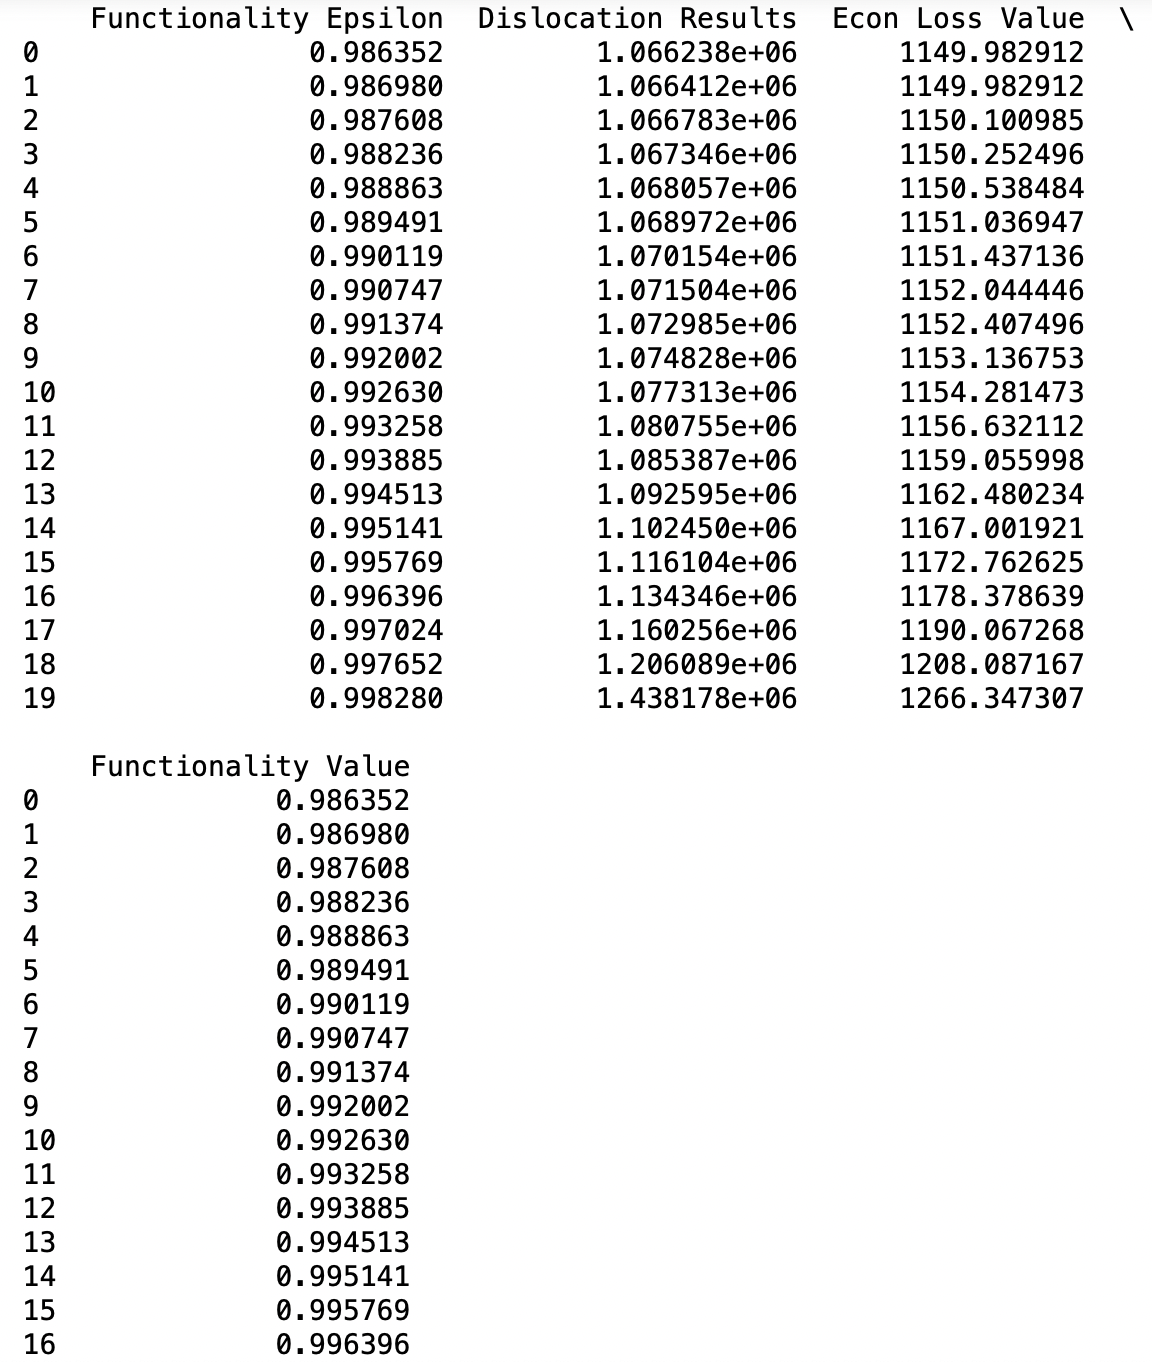 Functionality Epsilon  Dislocation Results  Econ Loss Value  \
0                0.986352         1.066238e+06      1149.982912
1                0.986980         1.066412e+06      1149.982912
2                0.987608         1.066783e+06      1150.100985
3                0.988236         1.067346e+06      1150.252496
4                0.988863         1.068057e+06      1150.538484
5                0.989491         1.068972e+06      1151.036947
6                0.990119         1.070154e+06      1151.437136
7                0.990747         1.071504e+06      1152.044446
8                0.991374         1.072985e+06      1152.407496
9                0.992002         1.074828e+06      1153.136753
10               0.992630         1.077313e+06      1154.281473
11               0.993258         1.080755e+06      1156.632112
12               0.993885         1.085387e+06      1159.055998
13               0.994513         1.092595e+06      1162.480234
14               0.995141         1.102450e+06      1167.001921
15               0.995769         1.116104e+06      1172.762625
16               0.996396         1.134346e+06      1178.378639
17               0.997024         1.160256e+06      1190.067268
18               0.997652         1.206089e+06      1208.087167
19               0.998280         1.438178e+06      1266.347307
Functionality Value
0              0.986352
1              0.986980
2              0.987608
3              0.988236
4              0.988863
5              0.989491
6              0.990119
7              0.990747
8              0.991374
9              0.992002
10             0.992630
11             0.993258
12             0.993885
13             0.994513
14             0.995141
15             0.995769
16             0.996396